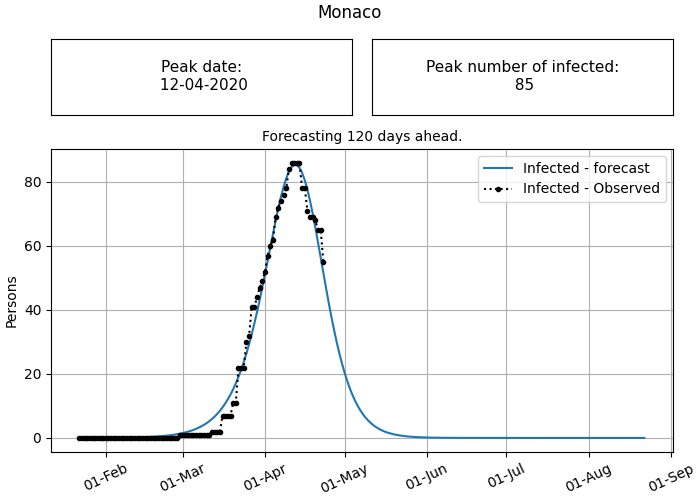 Monaco
Peak date:
12-04-2020
Peak number of infected:
85
Forecasting 120 days ahead.
Infected - forecast
Infected - Observed
Persons
80
60
40
20
0
01-Feb
01-Mar
01-Apr
01-May
01-Jun
01-Jul
01-Aug
01-Sep